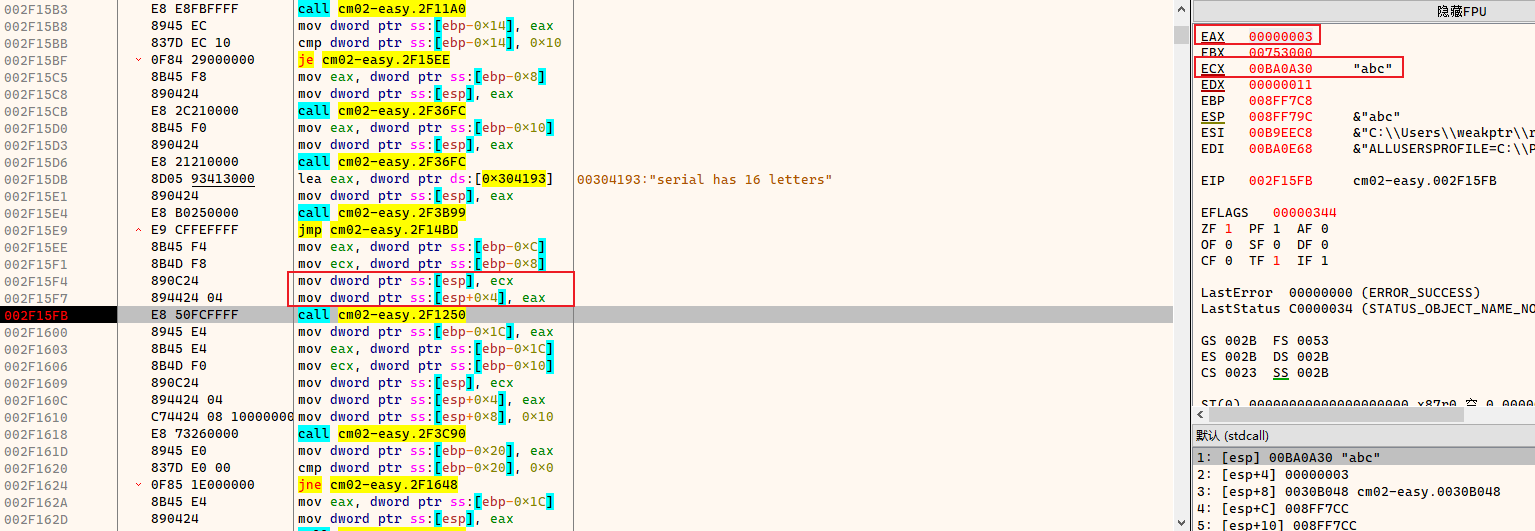 002F15B3 E8 E8FBFFFF call cm02-easy.2F11A0
002F15B8 8945 EC mov dword ptr ss:[ebp-0×14], eax
002F15BB 837D EC 10 cmp dword ptr ss:[ebp-0×14], 0×10
002F15BF 0F84 29000000 je cm02-easy.2F15EE
002F15C5 8B45 F8 mov eax, dword ptr ss:[ebp-0×8]
002F15C8 890424 mov dword ptr ss:[esp], eax
002F15CB E8 2C210000 call cm02-easy.2F36FC
002F15D0 8B45 F0 mov eax, dword ptr ss:[ebp-0×10]
002F15D3 890424 mov dword ptr ss:[esp], eax
002F15D6 E8 21210000 call cm02-easy.2F36FC
002F15DB 8D05 93413000 lea eax, dword ptr ds:[0×304193] 00304193:"serial has 16 letters"
002F15E1 890424 mov dword ptr ss:[esp], eax
002F15E4 E8 B0250000 call cm02-easy.2F3B99
002F15E9 E9 CFFEFFFF jmp cm02-easy.2F14BD
002F15EE 8B45 F4 mov eax, dword ptr ss:[ebp-0×C]
002F15F1 8B4D F8 mov ecx, dword ptr ss:[ebp-0×8]
002F15F4 890C24 mov dword ptr ss:[esp], ecx
002F15F7 894424 04 mov dword ptr ss:[esp+0×4], eax
002F15FB E8 50FCFFFF call cm02-easy.2F1250
002F1600 8945 E4 mov dword ptr ss:[ebp-0×1C], eax
002F1603 8B45 E4 mov eax, dword ptr ss:[ebp-0×1C]
002F1606 8B4D F0 mov ecx, dword ptr ss:[ebp-0×10]
002F1609 890C24 mov dword ptr ss:[esp], ecx
002F160C 894424 04 mov dword ptr ss:[esp+0×4], eax
002F1610 C74424 08 10000000 mov dword ptr ss:[esp+0×8], 0×10
002F1618 E8 73260000 call cm02-easy.2F3C90
002F161D 8945 E0 mov dword ptr ss:[ebp-0×20], eax
002F1620 837D E0 00 cmp dword ptr ss:[ebp-0×20], 0×0
002F1624 0F85 1E000000 jne cm02-easy.2F1648
002F162A 8B45 E4 mov eax, dword ptr ss:[ebp-0×1C]
002F162D 890424 mov dword ptr ss:[esp], eax
隐藏FPU
EAX 00000003
EBX 00753000
ECX 00BA0A30 "abc"
EDX 00000011
EBP 008FF7C8
ESP 008FF79C &"abc"
ESI 00B9EEC8 &"C:\\Users\\weakptr\\r
EDI 00BA0E68 &"ALLUSERSPROFILE=C:\\P
EIP 002F15FB cm02-easy.002F15FB
EFLAGS 00000344
ZF 1 PF 1 AF 0
OF 0 SF 0 DF 0
CF 0 TF 1 IF 1
LastError 00000000 (ERROR_SUCCESS)
LastStatus C0000034 (STATUS_OBJECT_NAME_NO
GS 002B FS 0053
ES 002B DS 002B
CS 0023 SS 002B
默认 (stdcall)
1: [esp] 00BA0A30 "abc"
2: [esp+4] 00000003
3: [esp+8] 0030B048 cm02-easy.0030B048
4: [esp+C] 008FF7CC
5: [esp+10] 008FF7CC